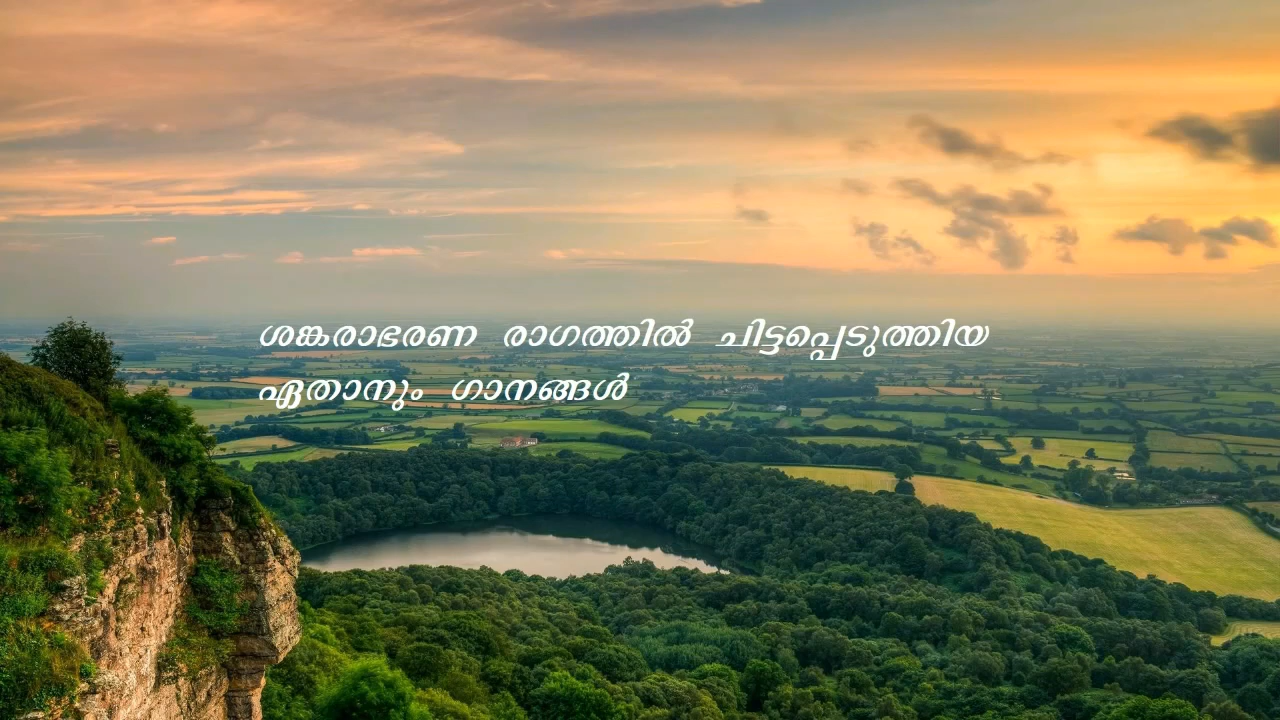 ശങ്കരാഭരണ രാഗത്തിൽ ചിട്ടപ്പെടുത്തിയ
ഏതാനും ഗാനങ്ങൾ